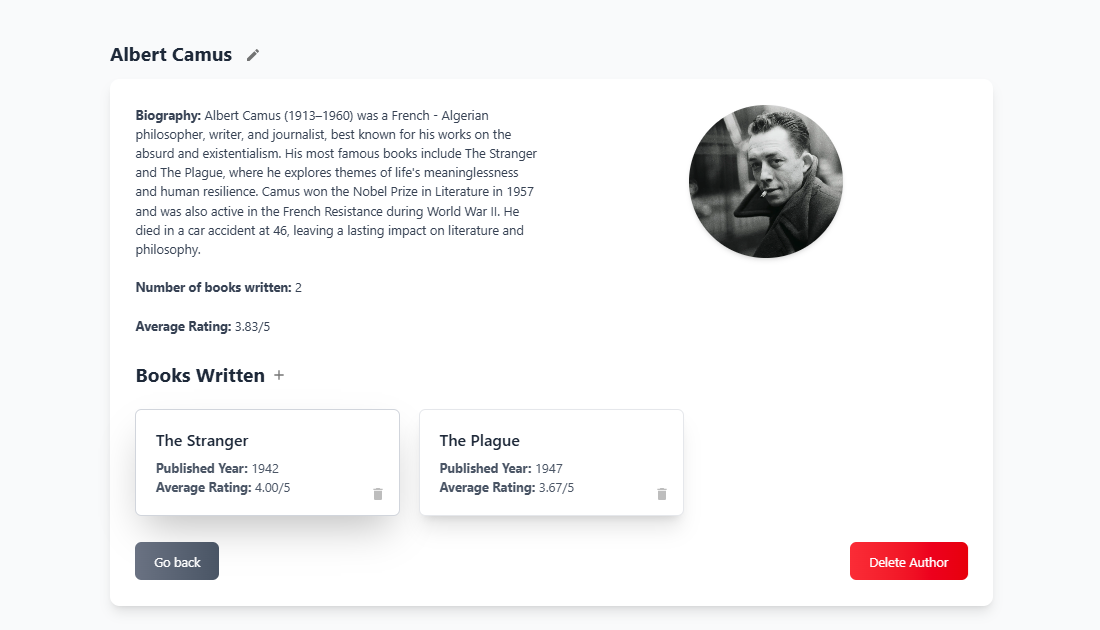 Albert Camus
Biography: Albert Camus (1913–1960) was a French - Algerian
philosopher, writer, and journalist, best known for his works on the
absurd and existentialism. His most famous books include The Stranger
and The Plague, where he explores themes of life's meaninglessness
and human resilience. Camus won the Nobel Prize in Literature in 1957
and was also active in the French Resistance during World War II. He
died in a car accident at 46, leaving a lasting impact on literature and
philosophy.
Number of books written: 2
Average Rating: 3.83/5
Books Written +
The Stranger
Published Year: 1942
Average Rating: 4.00/5
The Plague
Published Year: 1947
Average Rating: 3.67/5
Go back
Delete Author